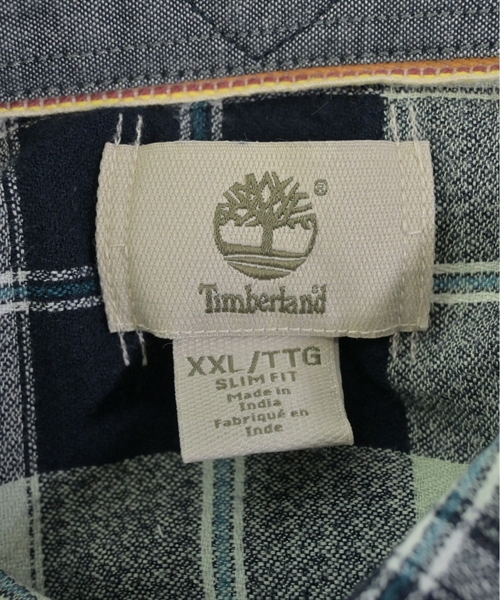 ®
Timberland
XXL/TTG
SLIM FIT
Made in
India
Fabriqué en
Inde